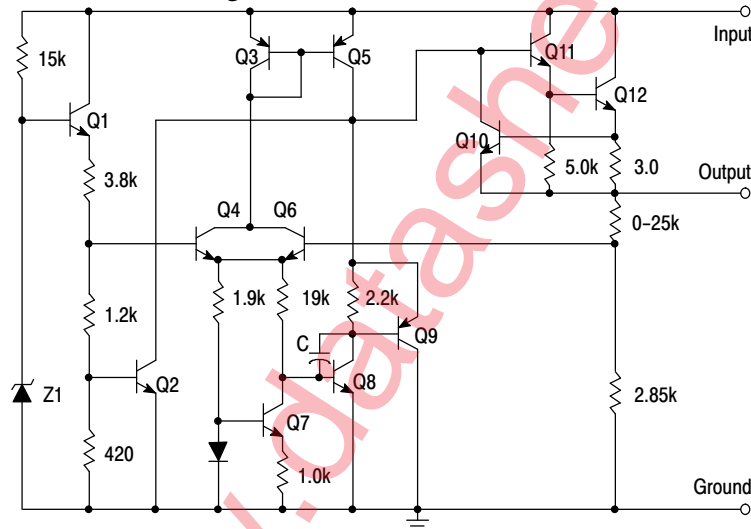 Input
15k
Q3
Q5
Q11
Q12
Q1
Q10
3.8k
5.0k
3.0
Output
0–25k
Q4
Q6
1.9k
19k
2.2k
1.2k
C
Q9
Q2
Q8
Z1
2.85k
Q7
420
1.0k
Ground
w.datashe